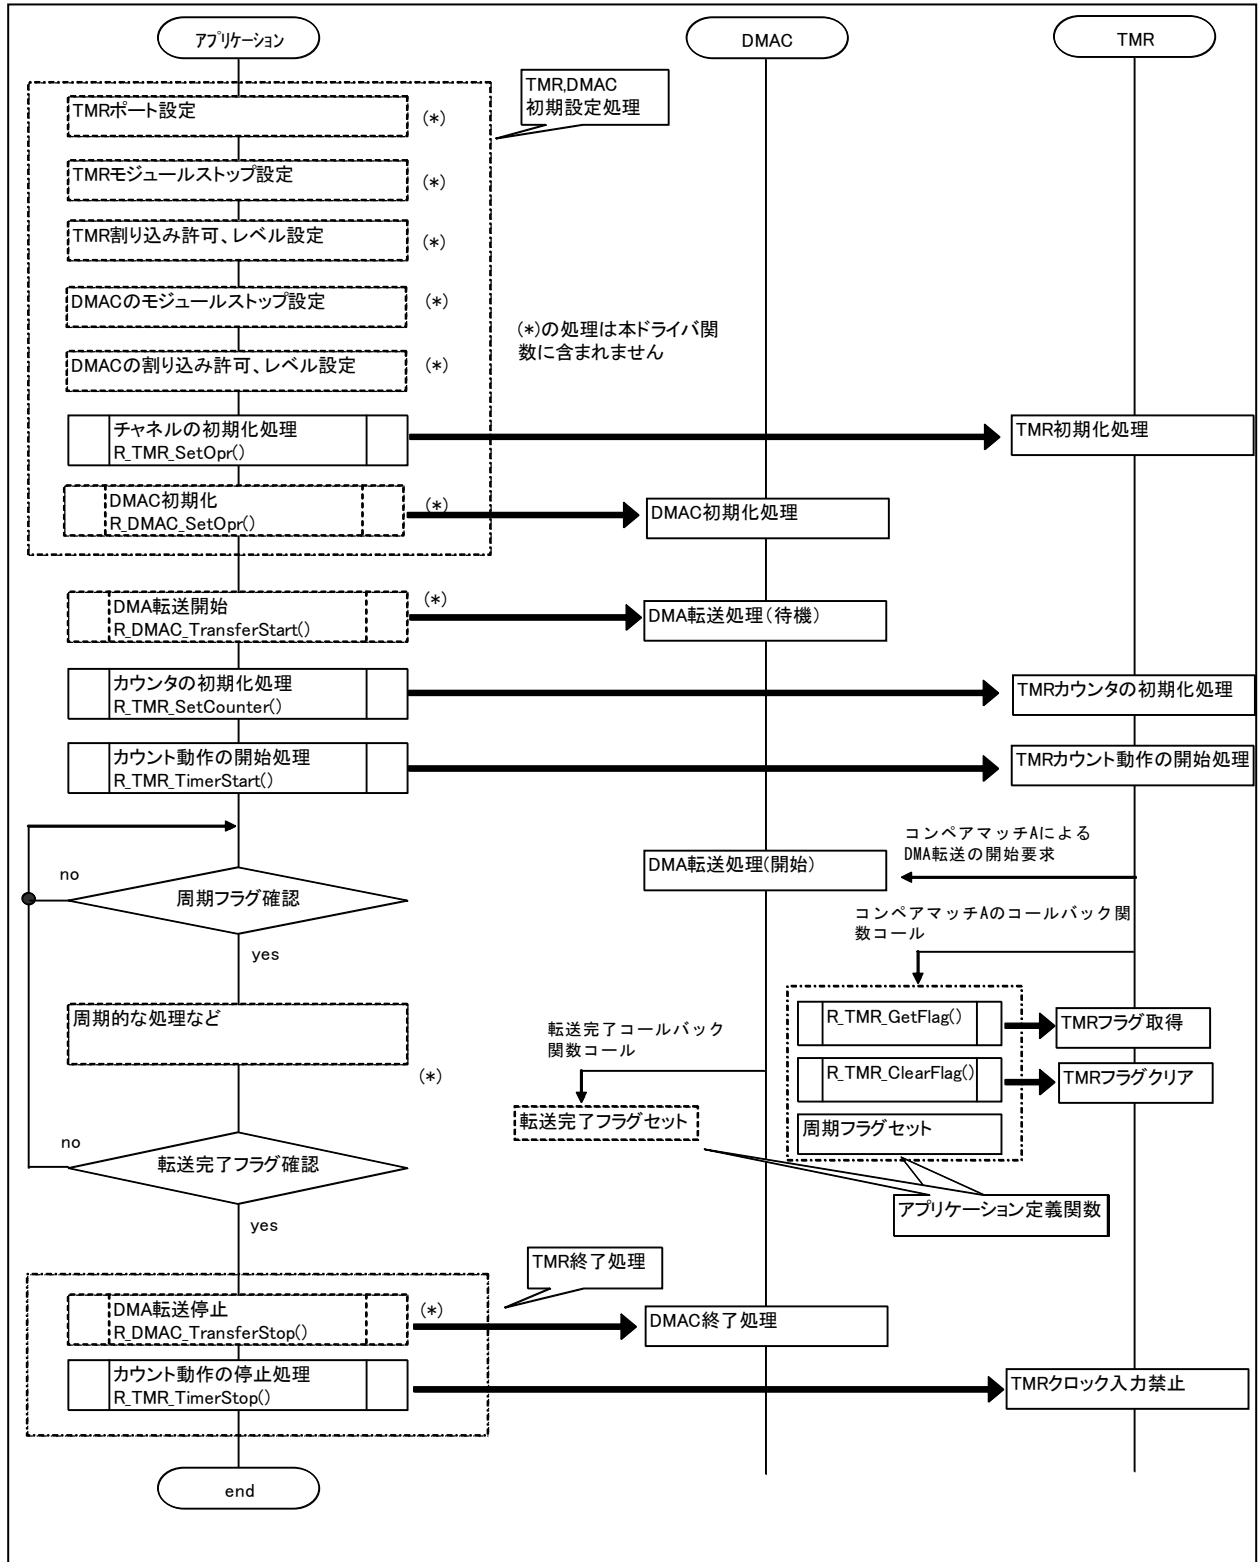 アプリケーション
DMAC
TMR
TMR,DMAC
初期設定処理
TMRポート設定
(*)
TMRモジュールストップ設定
(*)
TMR割り込み許可、レベル設定
(*)
DMACのモジュールストップ設定
(*)
(*)の処理は本ドライバ関
数に含まれません
DMACの割り込み許可、レベル設定
(*)
チャネルの初期化処理
R_TMR_SetOpr()
TMR初期化処理
DMAC初期化
R_DMAC_SetOpr()
(*)
DMAC初期化処理
DMA転送開始
R_DMAC_TransferStart()
(*)
DMA転送処理(待機)
カウンタの初期化処理
R_TMR_SetCounter()
TMRカウンタの初期化処理
カウント動作の開始処理
R_TMR_TimerStart()
TMRカウント動作の開始処理
コンペアマッチAによる
DMA転送の開始要求
DMA転送処理(開始)
no
周期フラグ確認
yes
コンペアマッチAのコールバック関
数コール
R_TMR_GetFlag()
TMRフラグ取得
周期的な処理など
(*)
転送完了コールバック
関数コール
R_TMR_ClearFlag()
TMRフラグクリア
転送完了フラグセット
周期フラグセット
no
転送完了フラグ確認
yes
アプリケーション定義関数
TMR終了処理
DMA転送停止
R_DMAC_TransferStop()
(*)
DMAC終了処理
カウント動作の停止処理
R_TMR_TimerStop()
TMRクロック入力禁止
end